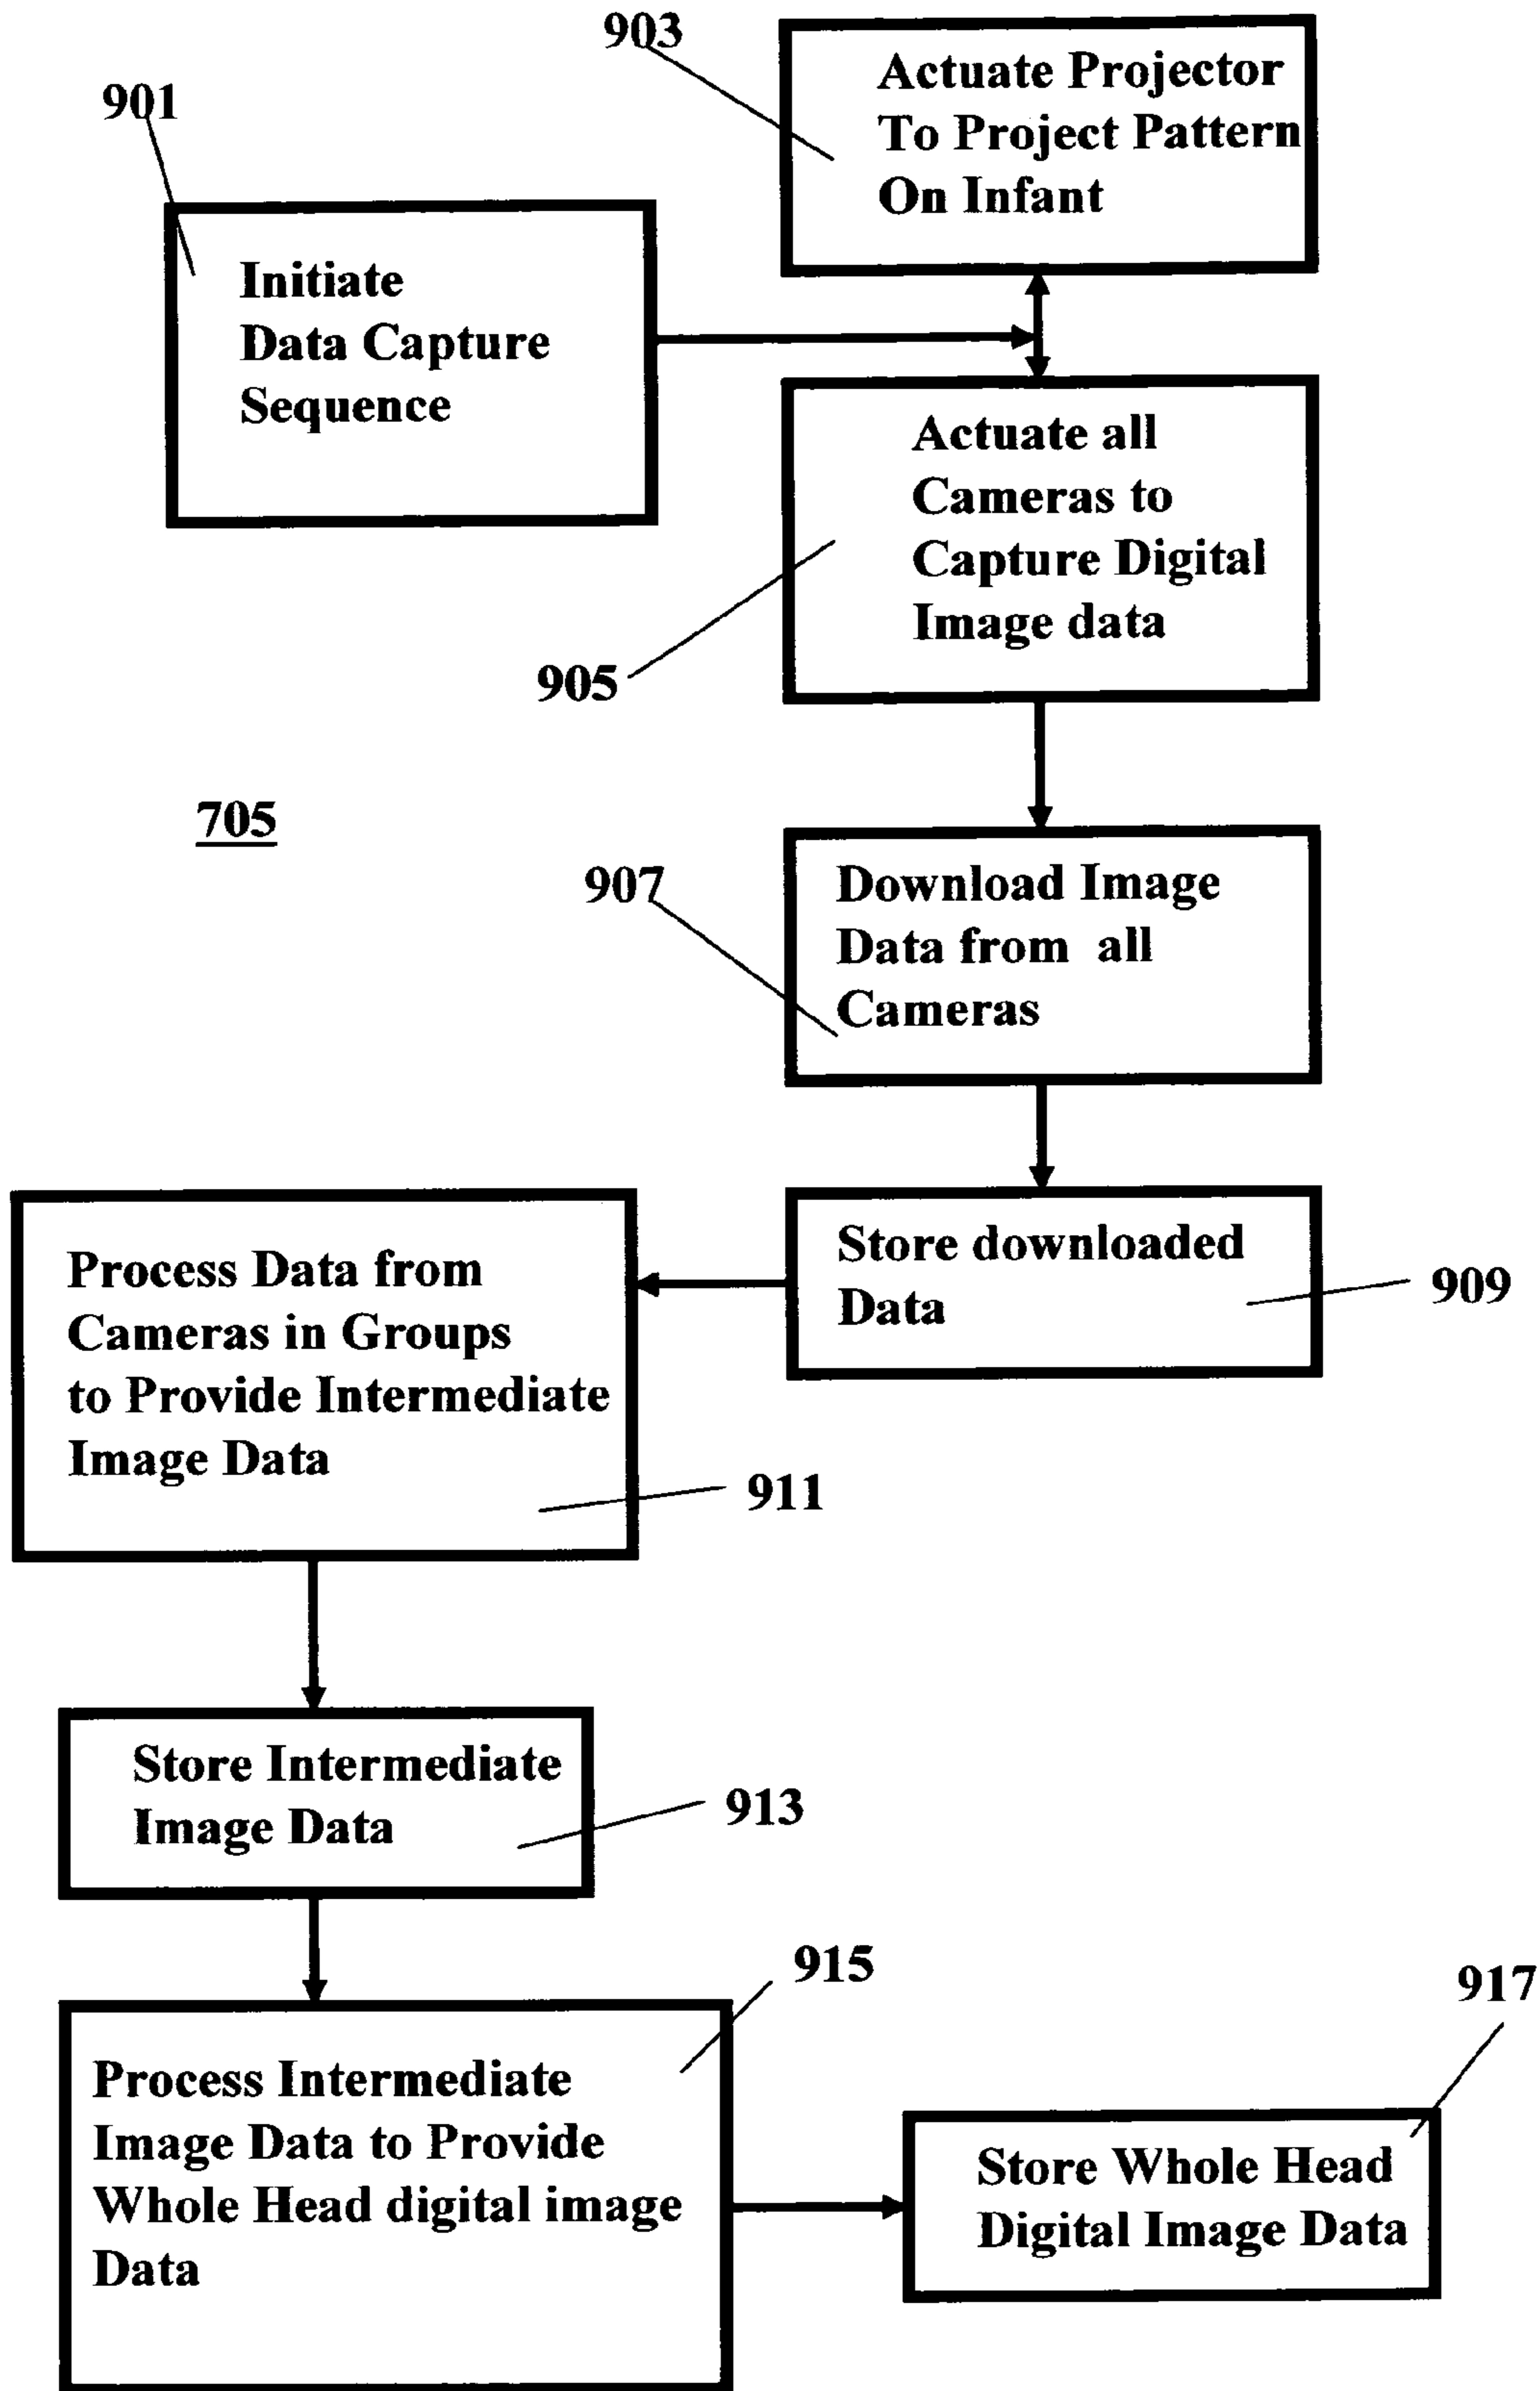 903
Actuate Projector
To Project Pattern
On Infant
901
Initiate
Data Capture
Sequence
Actuate all
Cameras to
Capture Digital
Image data
905
705
907
Download Image
Data from all
Cameras
Store downloaded
Data
909
Process Data from
Cameras in Groups
to Provide Intermediate
Image Data
911
Store Intermediate
Image Data
913
915
Process Intermediate
Image Data to Provide
Whole Head digital image
Data
917
Store Whole Head
Digital Image Data